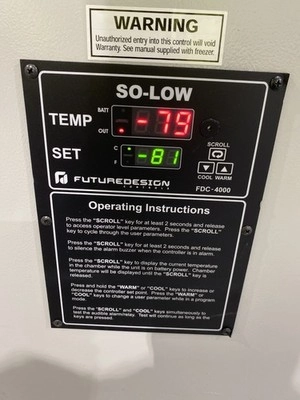 WARNING
Unauthorized entry into this control will void
Warranty. See manual supplied with freezer.
SO-LOW
TEMP BATT OUT -79
SCROLL
SET C F -81
COOL WARM
FUTUREDESIGN
CONTROLS
FDC-4000
Operating Instructions
Press the "SCROLL" key for at least 2 seconds and release
to access operator level parameters. Press the "SCROLL"
key to cycle through the user parameters.
Press the "SCROLL" key for at least 2 seconds and release
to silence the alarm buzzer when the controller is in alarm.
Press the "SCROLL" key to display the current temperature
in the chamber while the unit is on battery power. Chamber
temperature will be displayed until the "SCROLL" key is
released.
Press and hold the "WARM" or "COOL" keys to increase or
decrease the controller set point. Press the "WARM" or
"COOL" keys to change a user parameter while in a program
mode.
Press the "SCROLL" and "COOL" keys simultaneously to
test the audible alarm/relay. Test will continue as long as the
keys are pressed.